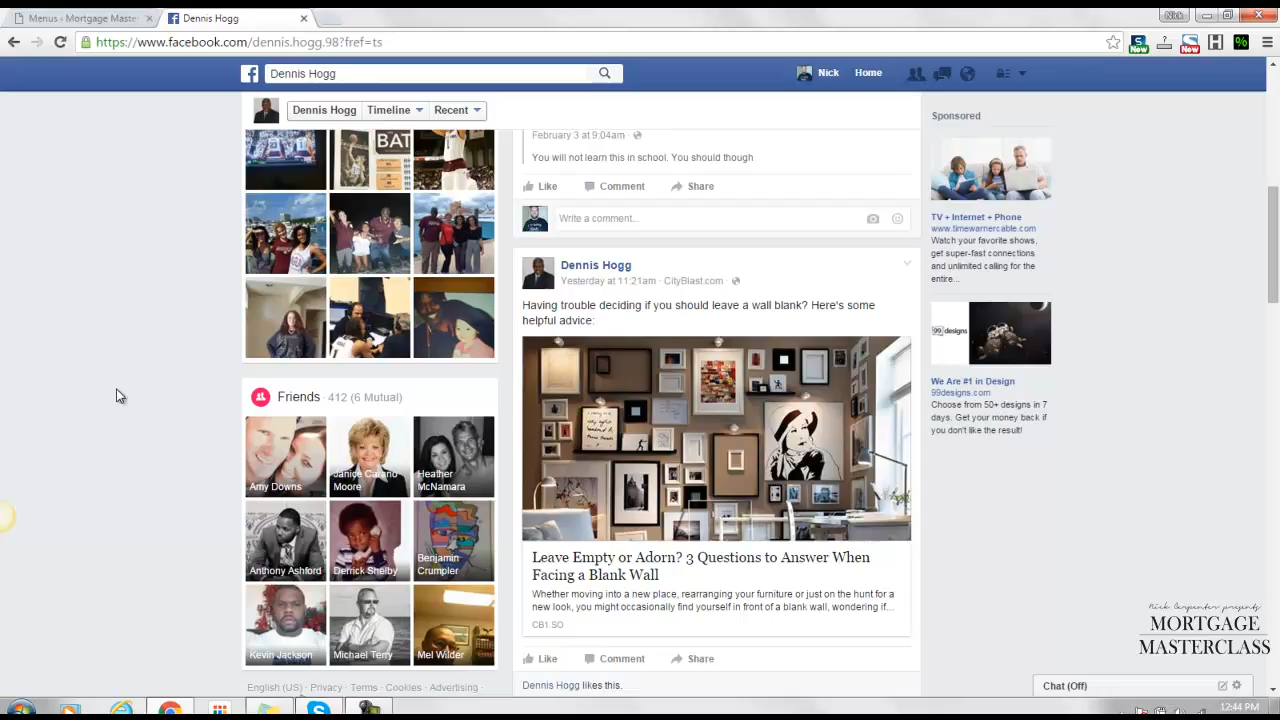 Menus ‹ Mortgage Master
Dennis Hogg
Nick
https://www.facebook.com/dennis.hogg.98?fref=ts
New
New
Dennis Hogg
Nick
Home
Dennis Hogg
Timeline
Recent
BAT
February 3 at 9:04am ·
You will not learn this in school. You should though
Like
Comment
Share
Write a comment...
Dennis Hogg
Yesterday at 11:21am · CityBlast.com ·
Having trouble deciding if you should leave a wall blank? Here's some
helpful advice:
Leave Empty or Adorn? 3 Questions to Answer When
Facing a Blank Wall
Whether moving into a new place, rearranging your furniture or just on the hunt for a
new look, you might occasionally find yourself in front of a blank wall, wondering if...
CB1.SO
Like
Comment
Share
Dennis Hogg likes this.
Friends · 412 (6 Mutual)
Amy Downs
Janice Carano
Moore
Heather
McNamara
Anthony Ashford
Derrick Shelby
Benjamin
Crumpler
Kevin Jackson
Michael Terry
Mel Wilder
English (US) · Privacy · Terms · Cookies · Advertising ·
Sponsored
TV + Internet + Phone
www.timewarnercable.com
Watch your favorite shows,
get super-fast connections
and unlimited calling for the
entire...
99designs
We Are #1 in Design
99designs.com
Choose from 50+ designs in 7
days. Get your money back if
you don't like the result!
Nick Carpenter presents
MORTGAGE
MASTERCLASS
Chat (Off)
12:44 PM